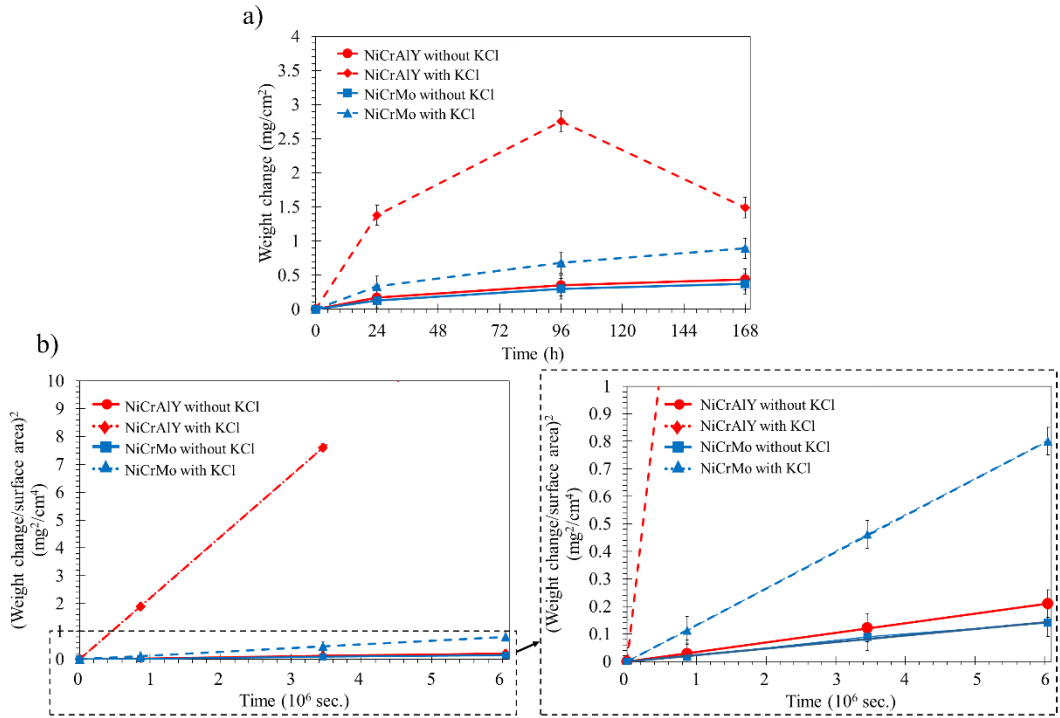 a)
4
3.5
3
2.5
2
1.5
1
0.5
0
Weight change (mg/cm²)
NiCrAlY without KCl
NiCrAlY with KCl
NiCrMo without KCl
NiCrMo with KCl
0 24 48 72 96 120 144 168
Time (h)
b)
10
9
8
7
6
5
4
3
2
1
0
(Weight change/surface area)²
(mg²/cm⁴)
NiCrAlY without KCl
NiCrAlY with KCl
NiCrMo without KCl
NiCrMo with KCl
0 1 2 3 4 5 6
Time (10⁶ sec.)
1
0.9
0.8
0.7
0.6
0.5
0.4
0.3
0.2
0.1
0
(Weight change/surface area)²
(mg²/cm⁴)
NiCrAlY without KCl
NiCrAlY with KCl
NiCrMo without KCl
NiCrMo with KCl
0 1 2 3 4 5 6
Time (10⁶ sec.)